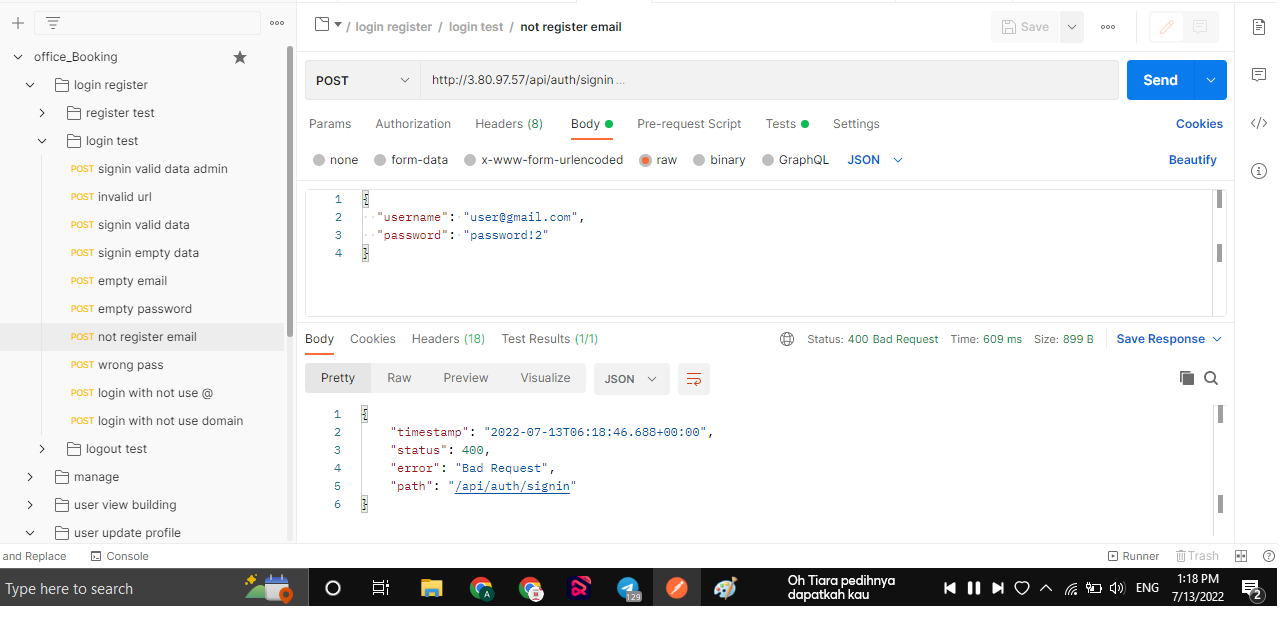 / login register / login test / not register email
Save
office_Booking
login register
register test
login test
POST signin valid data admin
POST invalid url
POST signin valid data
POST signin empty data
POST empty email
POST empty password
POST not register email
POST wrong pass
POST login with not use @
POST login with not use domain
logout test
manage
user view building
user update profile
POST
http://3.80.97.57/api/auth/signin ...
Send
Params Authorization Headers (8) Body Pre-request Script Tests Settings Cookies
none form-data x-www-form-urlencoded raw binary GraphQL JSON Beautify
1 {
2 "username": "user@gmail.com",
3 "password": "password!2"
4 }
Body Cookies Headers (18) Test Results (1/1) Status: 400 Bad Request Time: 609 ms Size: 899 B Save Response
Pretty Raw Preview Visualize JSON
1 {
2 "timestamp": "2022-07-13T06:18:46.688+00:00",
3 "status": 400,
4 "error": "Bad Request",
5 "path": "/api/auth/signin"
6 }
and Replace Console Runner Trash
Type here to search
A
129
Oh Tiara pedihnya
dapatkah kau
ENG
1:18 PM
7/13/2022
2